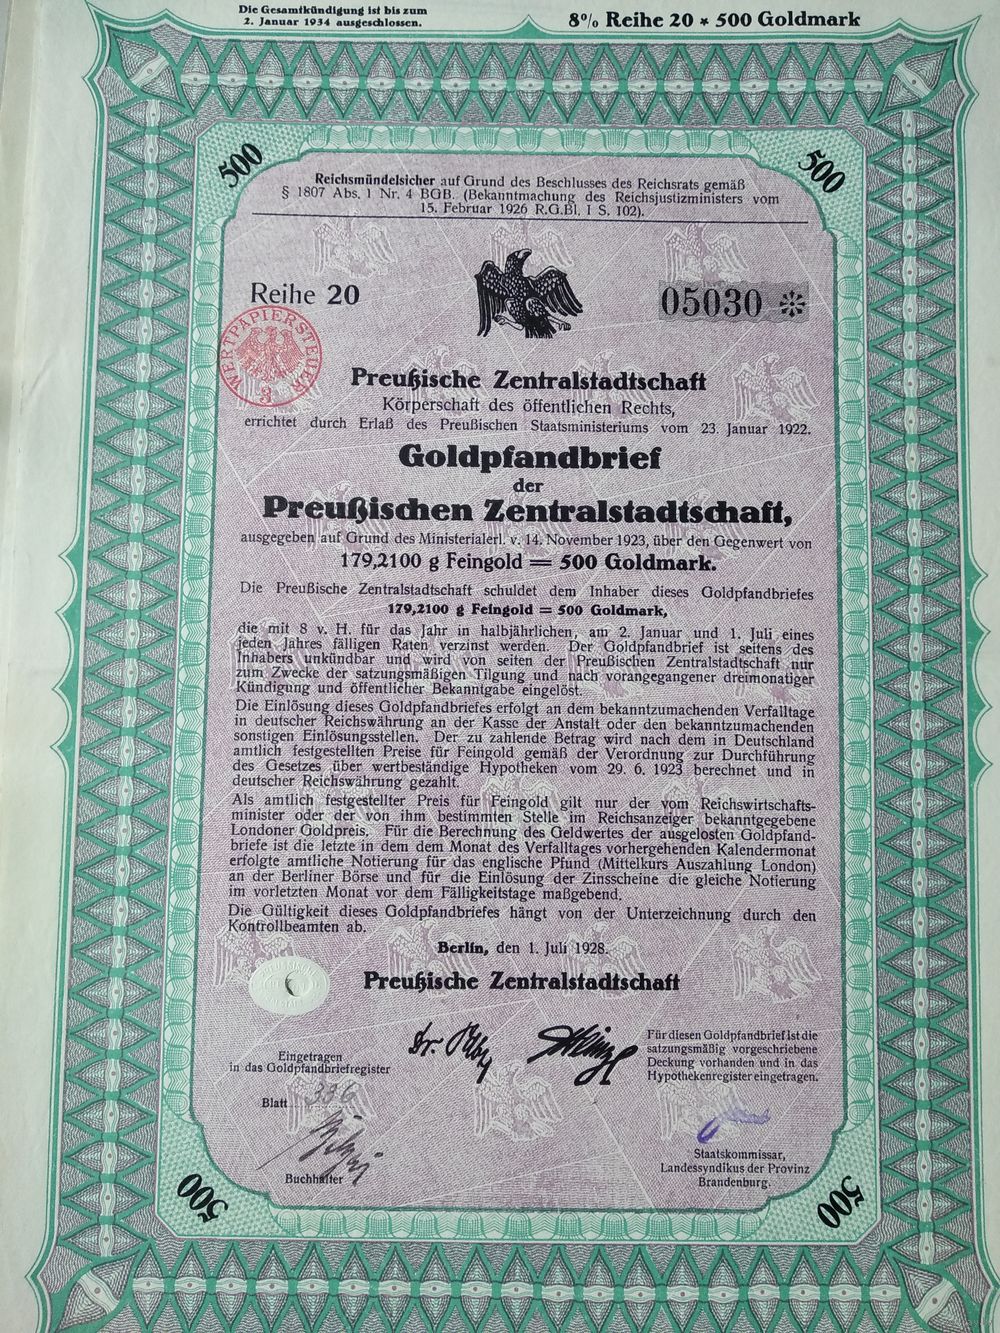 Die Gesamtkündigung ist bis zum
2. Januar 1934 ausgeschlossen.
8% Reihe 20 * 500 Goldmark
500
500
Reichsmündelsicher auf Grund des Beschlusses des Reichsrats gemäß
§ 1807 Abs. 1 Nr. 4 BGB. (Bekanntmachung des Reichsjustizministers vom
15. Februar 1926 R.G.Bl. I S. 102).
Reihe 20
05030 *
WERTPAPIERSTEUER
3
Preußische Zentralstadtschaft
Körperschaft des öffentlichen Rechts,
errichtet durch Erlaß des Preußischen Staatsministeriums vom 23. Januar 1922.
Goldpfandbrief
der
Preußischen Zentralstadtschaft,
ausgegeben auf Grund des Ministerialerl. v. 14. November 1923, über den Gegenwert von
179,2100 g Feingold = 500 Goldmark.
Die Preußische Zentralstadtschaft schuldet dem Inhaber dieses Goldpfandbriefes
179,2100 g Feingold = 500 Goldmark,
die mit 8 v. H. für das Jahr in halbjährlichen, am 2. Januar und 1. Juli eines
jeden Jahres fälligen Raten verzinst werden. Der Goldpfandbrief ist seitens des
Inhabers unkündbar und wird von seiten der Preußischen Zentralstadtschaft nur
zum Zwecke der satzungsmäßigen Tilgung und nach vorangegangener dreimonatiger
Kündigung und öffentlicher Bekanntgabe eingelöst.
Die Einlösung dieses Goldpfandbriefes erfolgt an dem bekanntzumachenden Verfalltage
in deutscher Reichswährung an der Kasse der Anstalt oder den bekanntzumachenden
sonstigen Einlösungsstellen. Der zu zahlende Betrag wird nach dem in Deutschland
amtlich festgestellten Preise für Feingold gemäß der Verordnung zur Durchführung
des Gesetzes über wertbeständige Hypotheken vom 29. 6. 1923 berechnet und in
deutscher Reichswährung gezahlt.
Als amtlich festgestellter Preis für Feingold gilt nur der vom Reichswirtschafts-
minister oder der von ihm bestimmten Stelle im Reichsanzeiger bekanntgegebene
Londoner Goldpreis. Für die Berechnung des Geldwertes der ausgelosten Goldpfand-
briefe ist die letzte in dem dem Monat des Verfalltages vorhergehenden Kalendermonat
erfolgte amtliche Notierung für das englische Pfund (Mittelkurs Auszahlung London)
an der Berliner Börse und für die Einlösung der Zinsscheine die gleiche Notierung
im vorletzten Monat vor dem Fälligkeitstage maßgebend.
Die Gültigkeit dieses Goldpfandbriefes hängt von der Unterzeichnung durch den
Kontrollbeamten ab.
Berlin, den 1. Juli 1928.
Preußische Zentralstadtschaft
Dr.
Für diesen Goldpfandbrief ist die
satzungsmäßig vorgeschriebene
Deckung vorhanden und in das
Hypothekenregister eingetragen.
Eingetragen
in das Goldpfandbriefregister
Blatt 336
Buchhalter
Staatskommissar,
Landessyndikus der Provinz
Brandenburg.
500
500